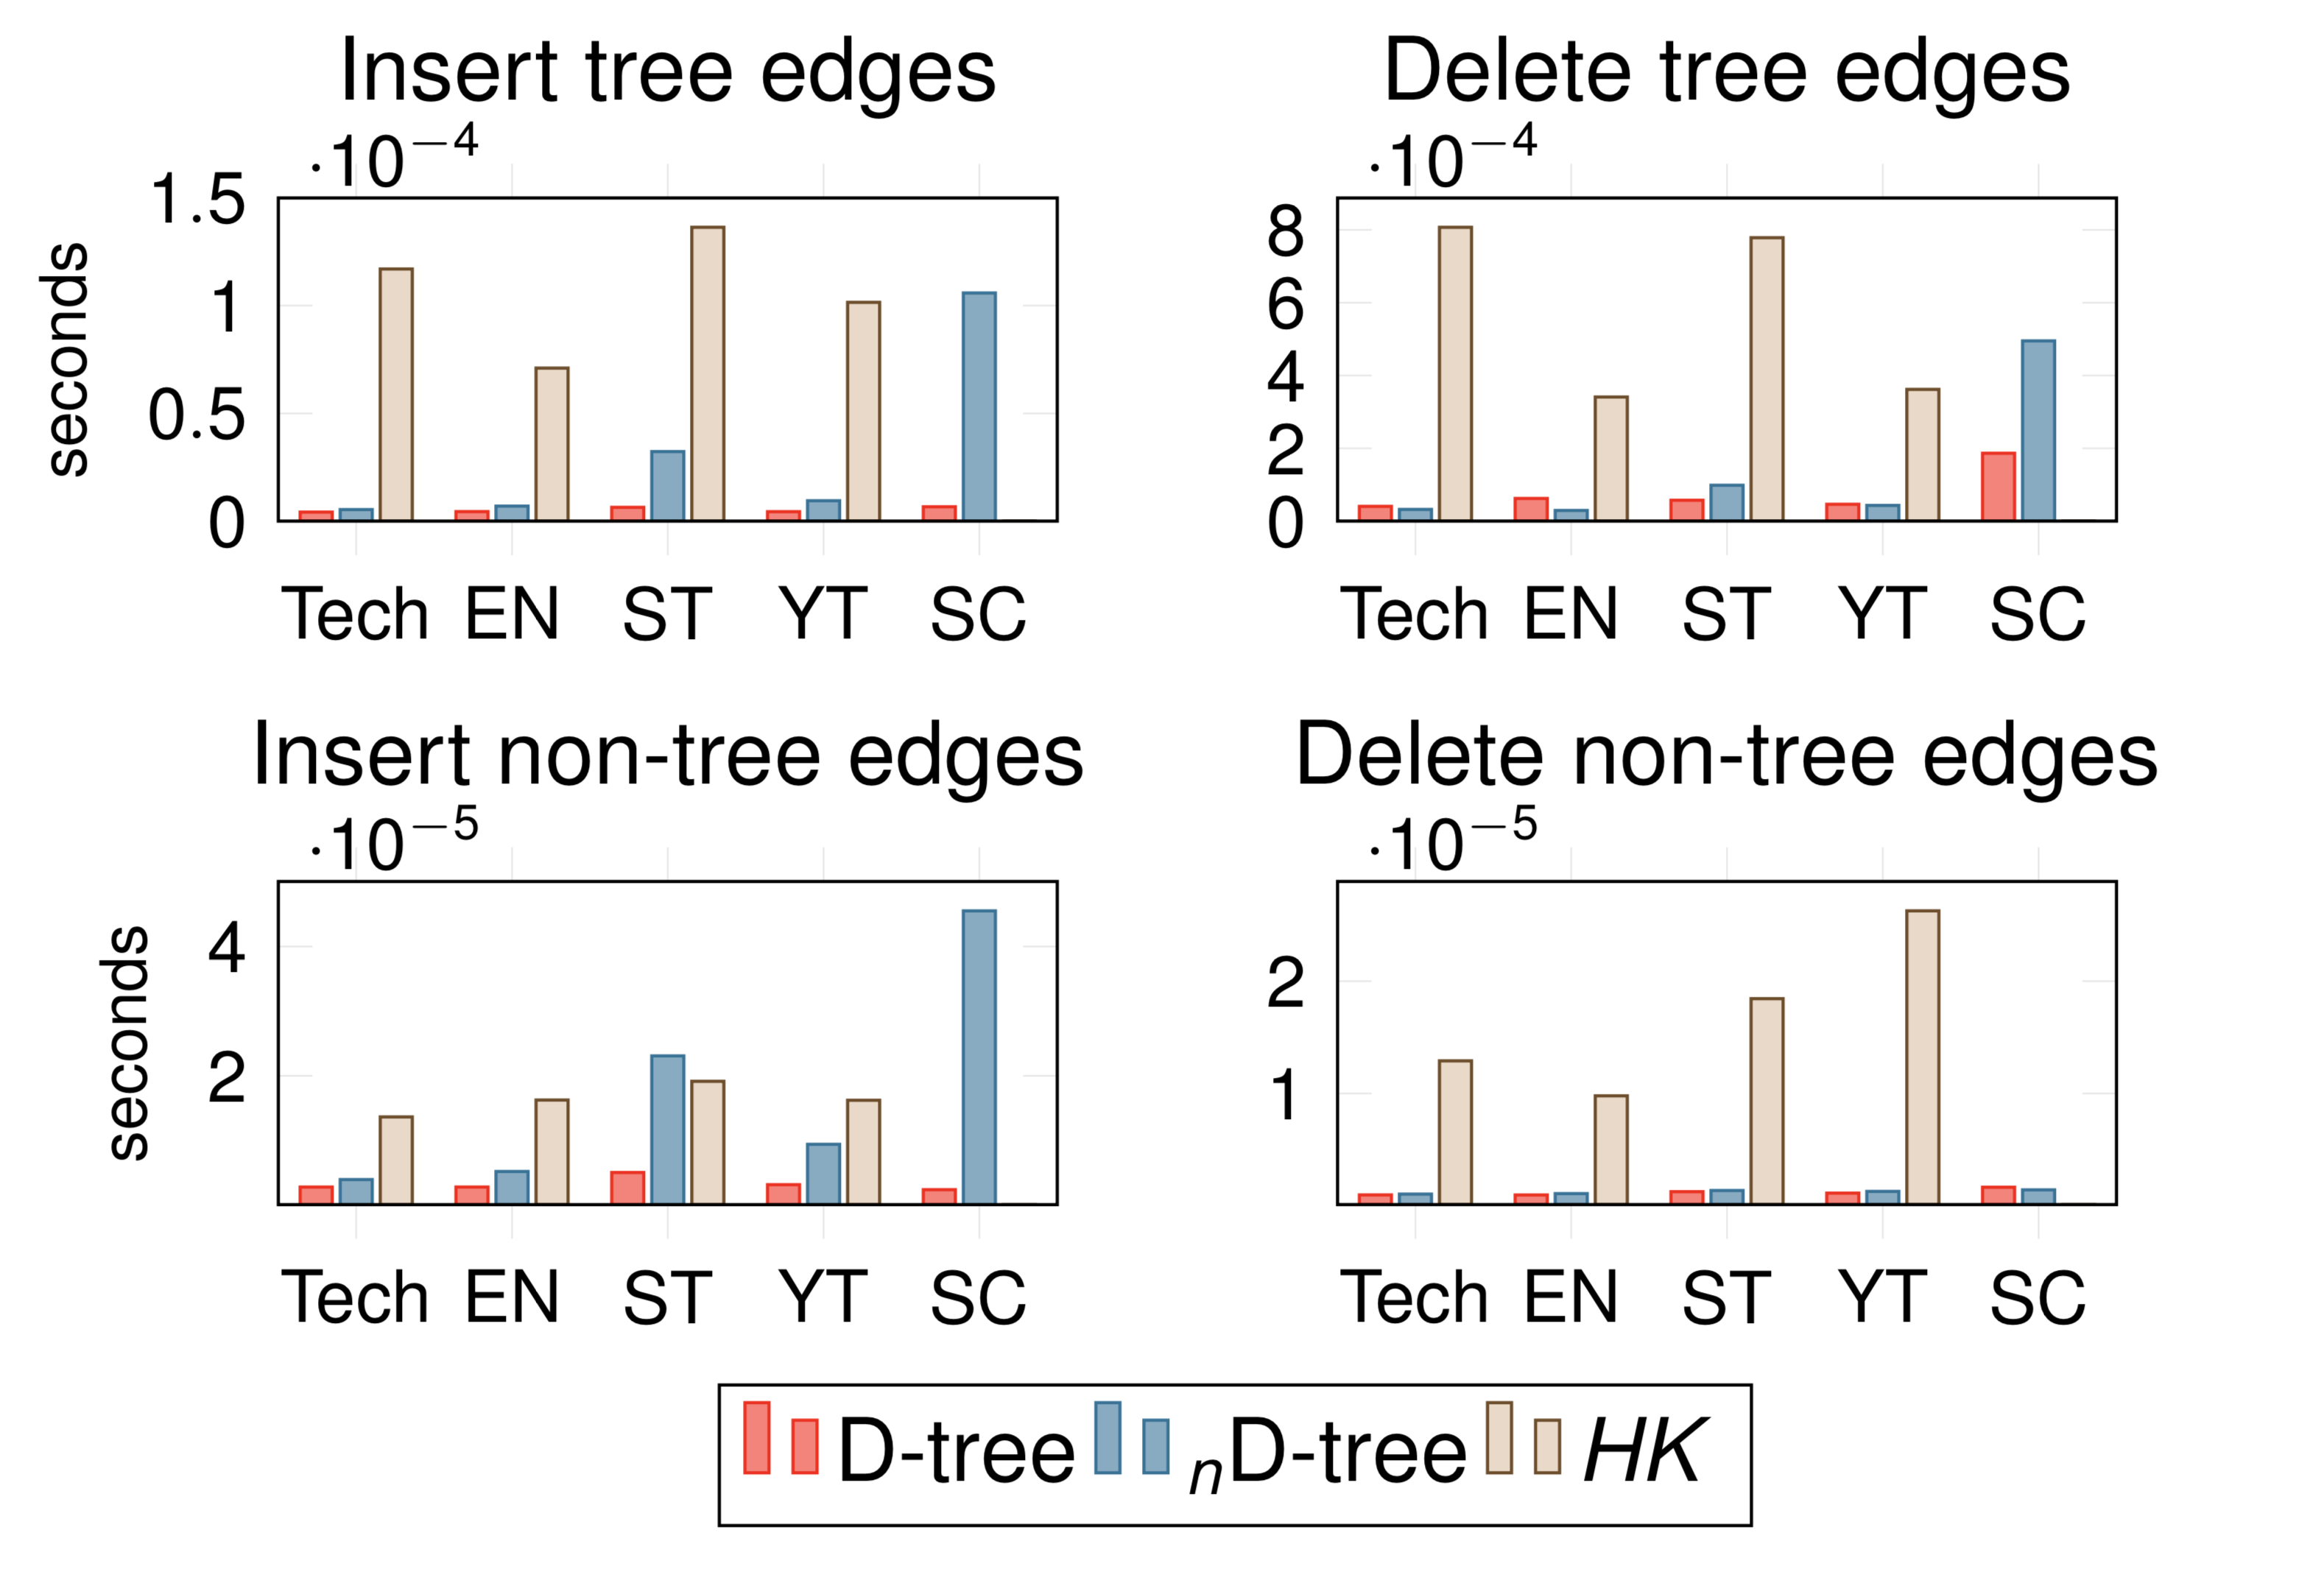 Insert tree edges
·10⁻⁴
seconds
1.5
1
0.5
0
Tech EN ST YT SC
Delete tree edges
·10⁻⁴
8
6
4
2
0
Tech EN ST YT SC
Insert non-tree edges
·10⁻⁵
seconds
4
2
Tech EN ST YT SC
Delete non-tree edges
·10⁻⁵
2
1
Tech EN ST YT SC
D-tree ₙD-tree HK